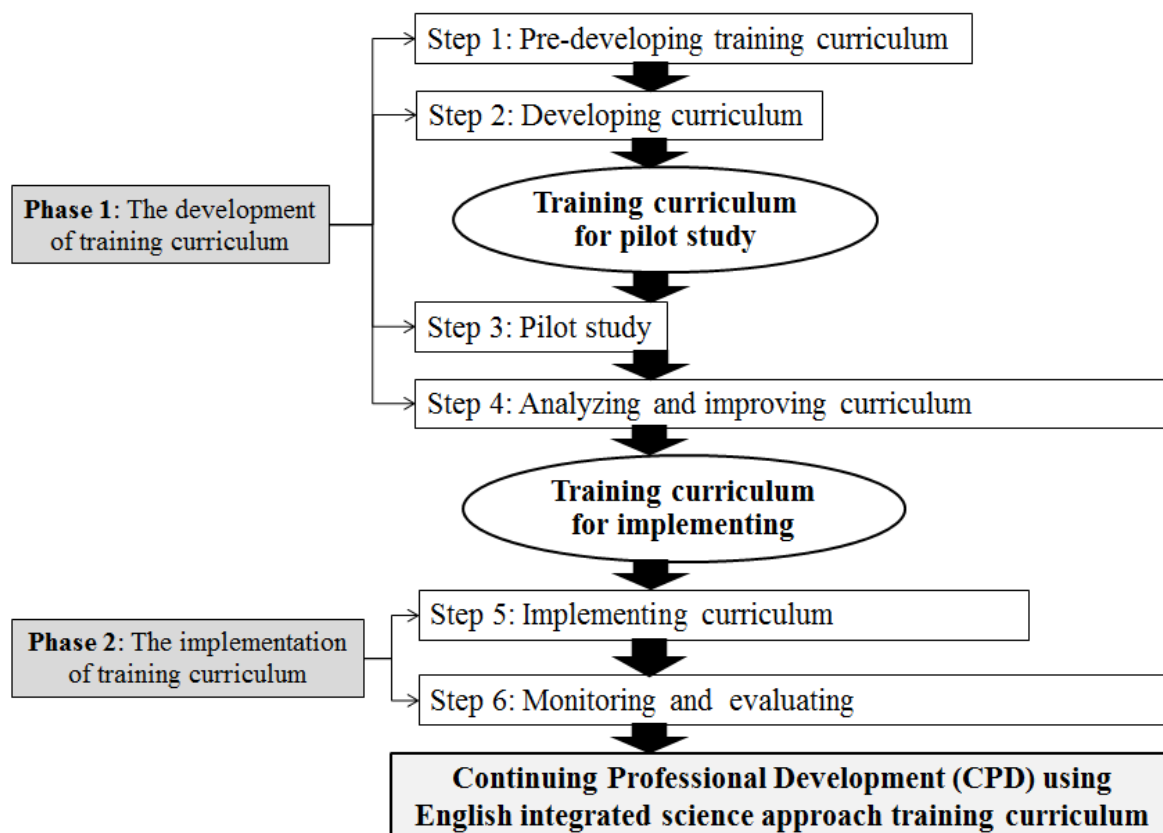 Step 1: Pre-developing training curriculum
Step 2: Developing curriculum
Phase 1: The development
of training curriculum
Training curriculum
for pilot study
Step 3: Pilot study
Step 4: Analyzing and improving curriculum
Training curriculum
for implementing
Step 5: Implementing curriculum
Phase 2: The implementation
of training curriculum
Step 6: Monitoring and evaluating
Continuing Professional Development (CPD) using
English integrated science approach training curriculum